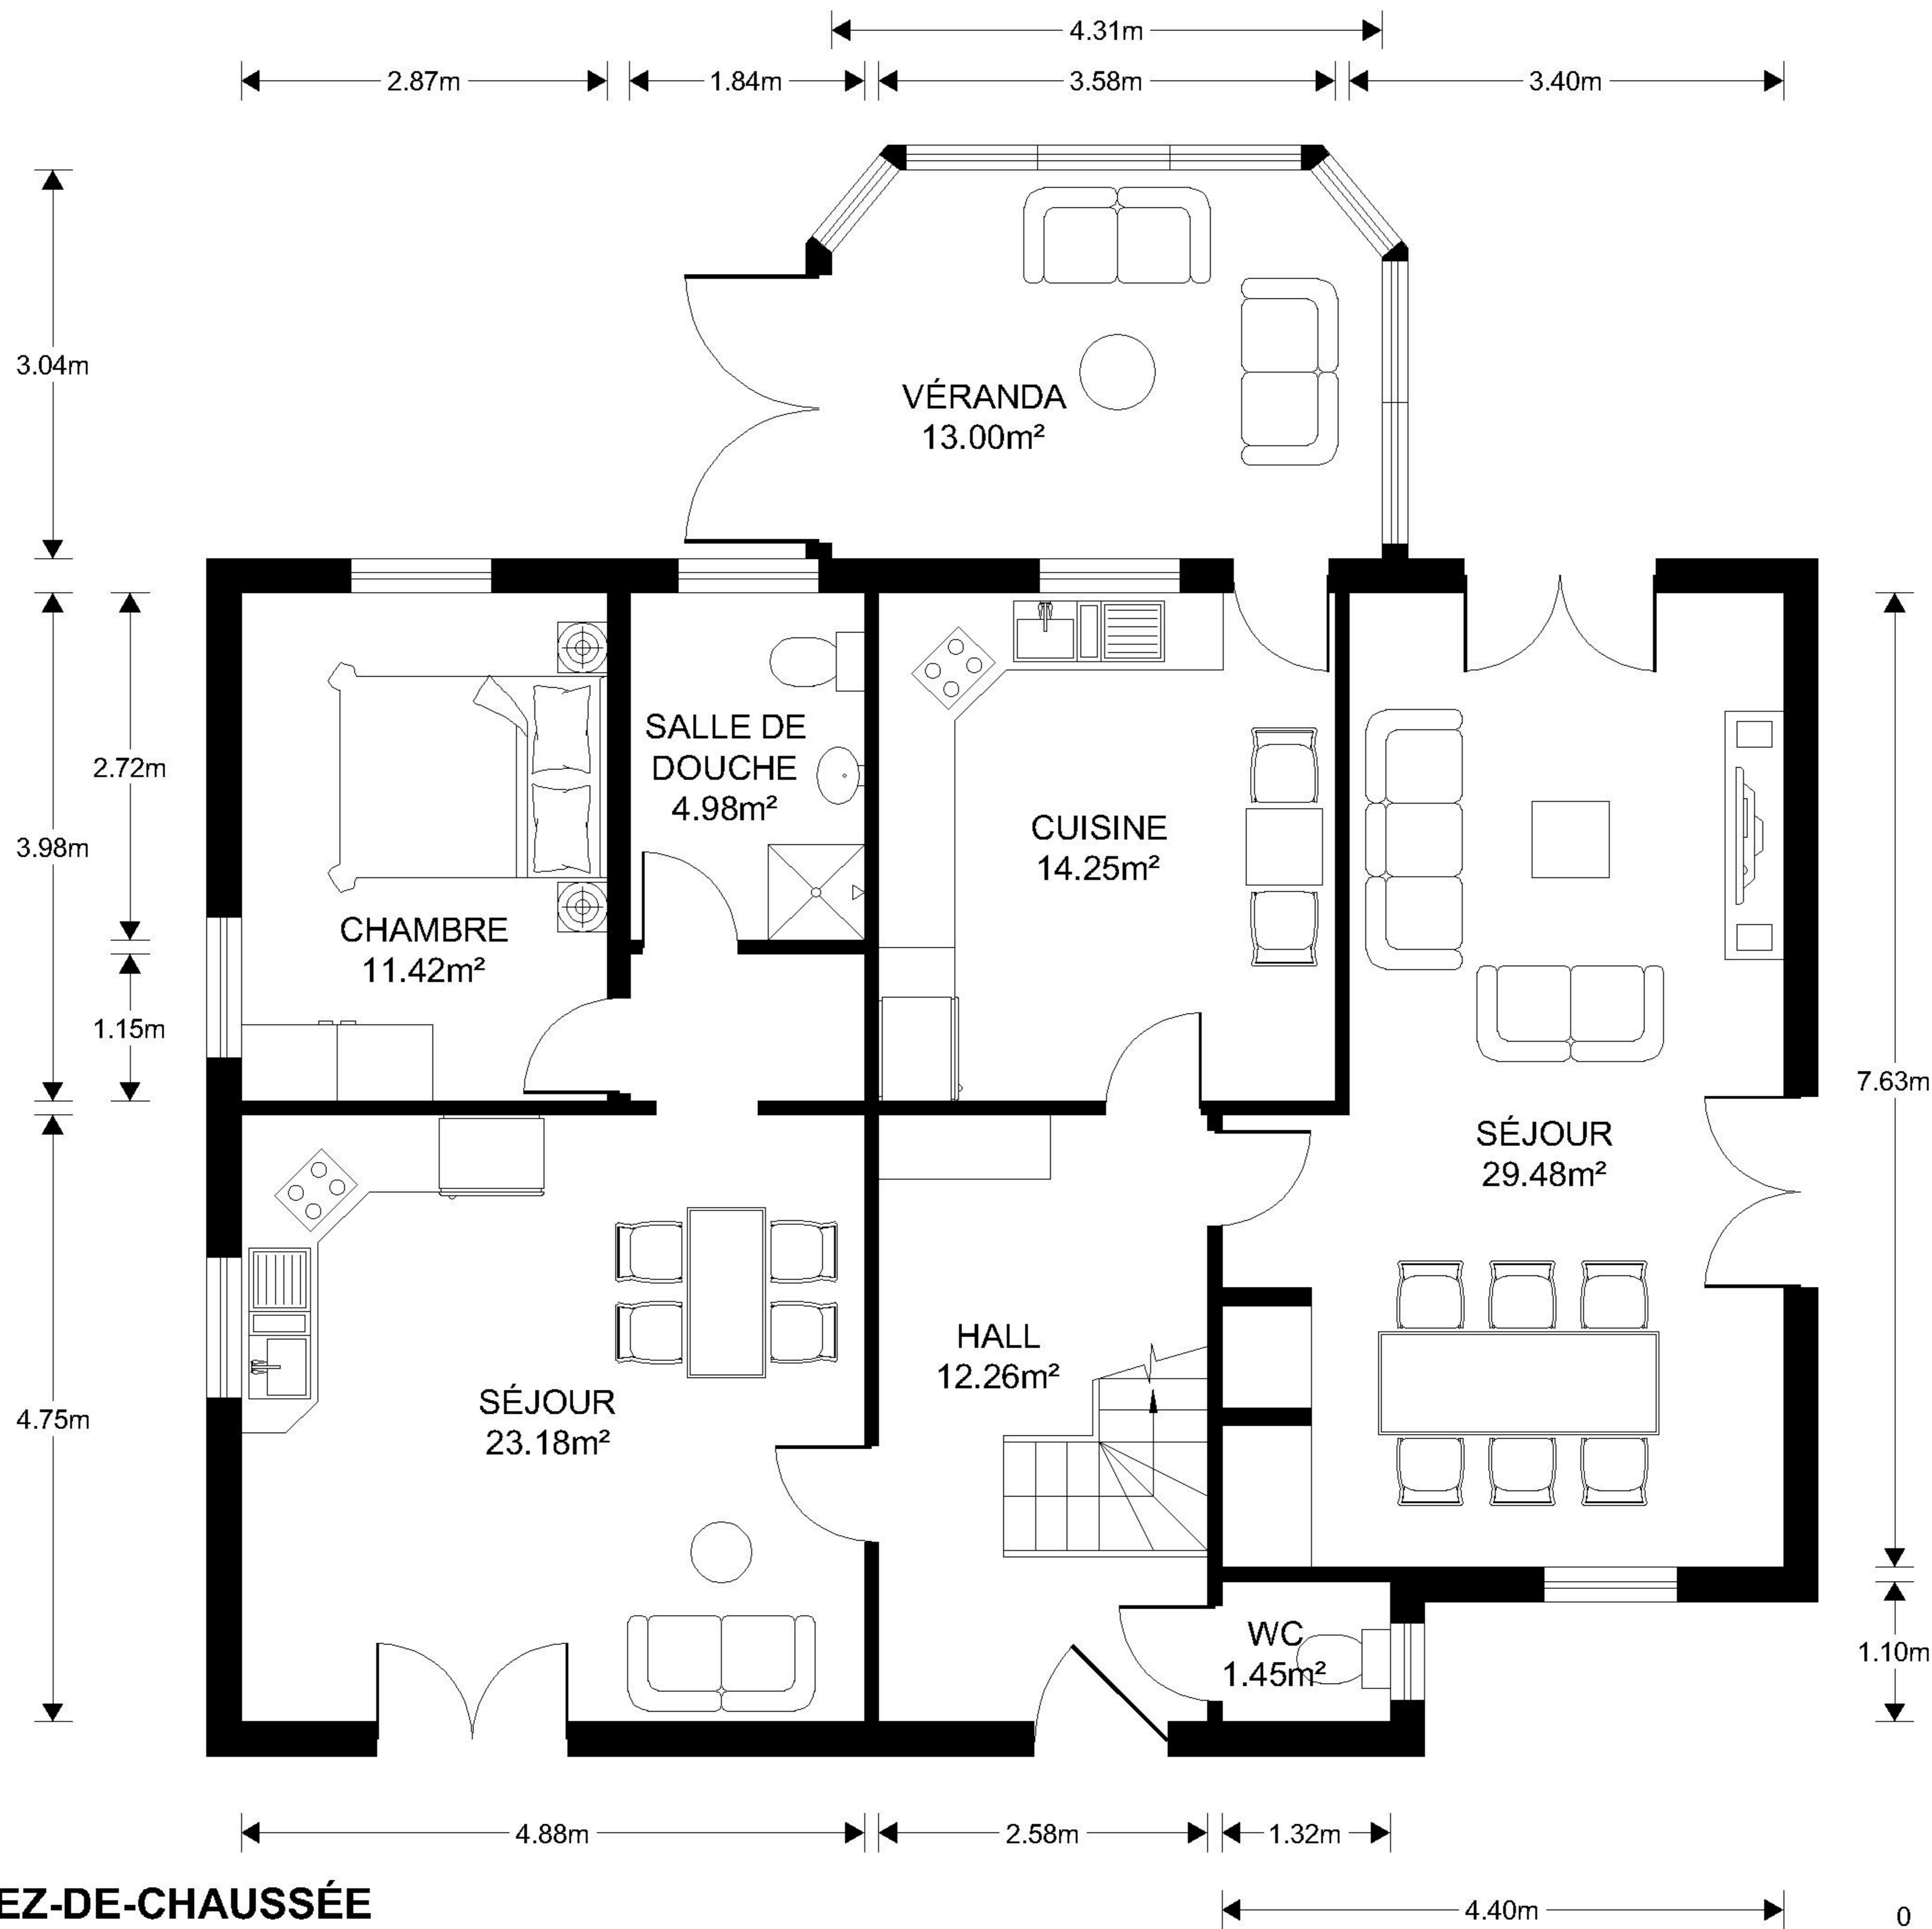 4.31m
2.87m
1.84m
3.58m
3.40m
3.04m
VÉRANDA
13.00m²
2.72m
3.98m
1.15m
SALLE DE
DOUCHE
4.98m²
CUISINE
14.25m²
CHAMBRE
11.42m²
7.63m
SÉJOUR
29.48m²
HALL
12.26m²
4.75m
SÉJOUR
23.18m²
WC
1.45m²
1.10m
4.88m
2.58m
1.32m
EZ-DE-CHAUSSÉE
4.40m
0